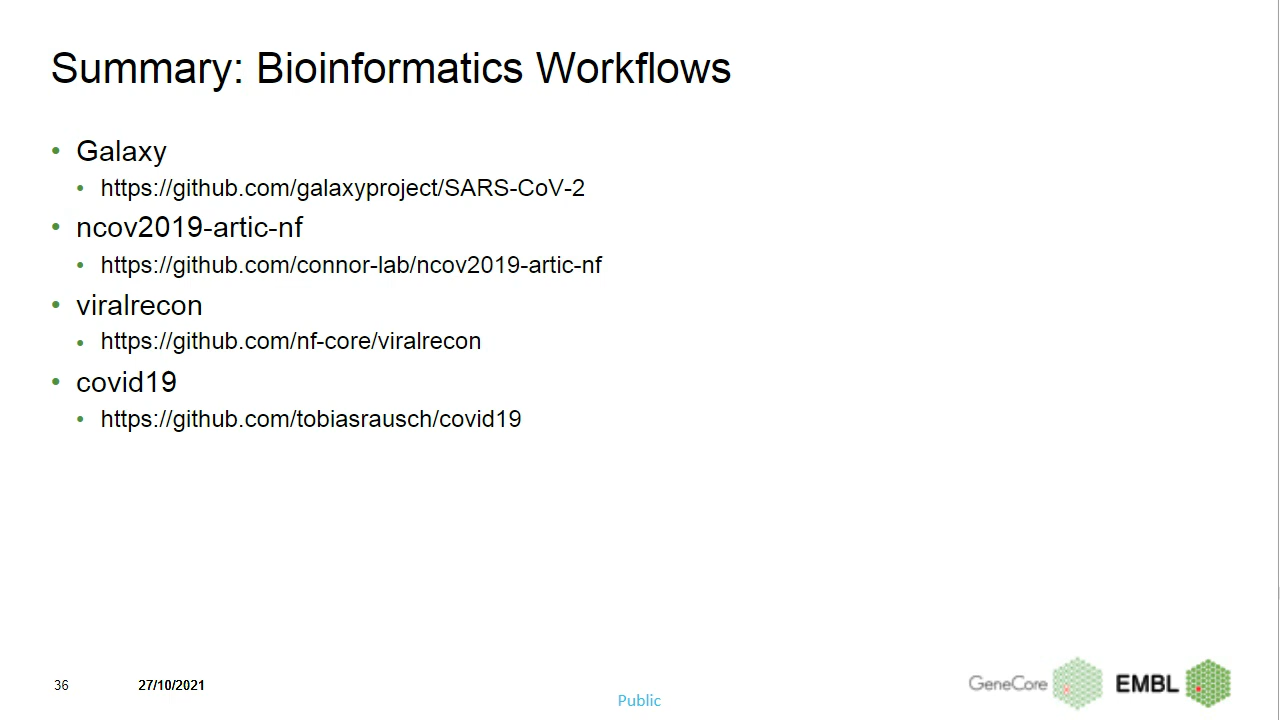 Summary: Bioinformatics Workflows
• Galaxy
• https://github.com/galaxyproject/SARS-CoV-2
• ncov2019-artic-nf
• https://github.com/connor-lab/ncov2019-artic-nf
• viralrecon
• https://github.com/nf-core/viralrecon
• covid19
• https://github.com/tobiasrausch/covid19
36 27/10/2021
Public
GeneCore EMBL